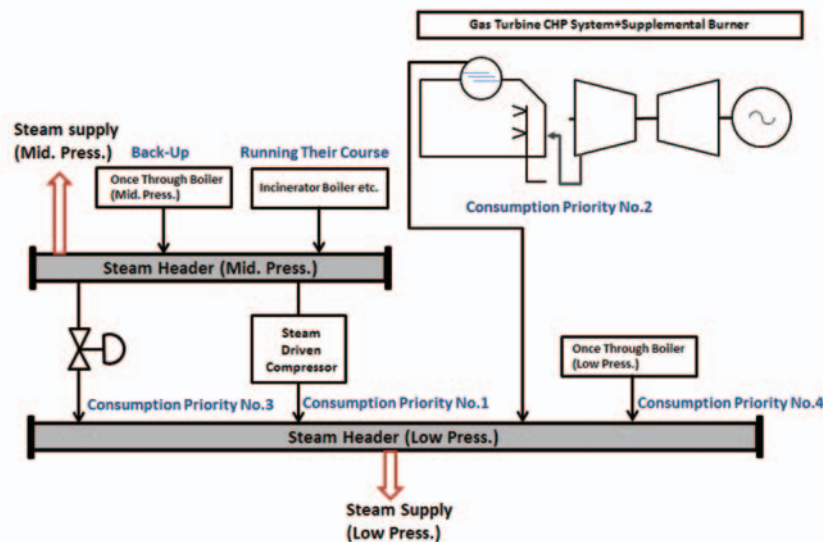 Gas Turbine CHP System+Supplemental Burner
Steam supply
(Mid. Press.)
Back-Up
Running Their Course
Once Through Boiler
(Mid. Press.)
Incinerator Boiler etc.
Consumption Priority No.2
Steam Header (Mid. Press.)
Steam
Driven
Compressor
Once Through Boiler
(Low Press.)
Consumption Priority No.3
Consumption Priority No.1
Consumption Priority No.4
Steam Header (Low Press.)
Steam Supply
(Low Press.)